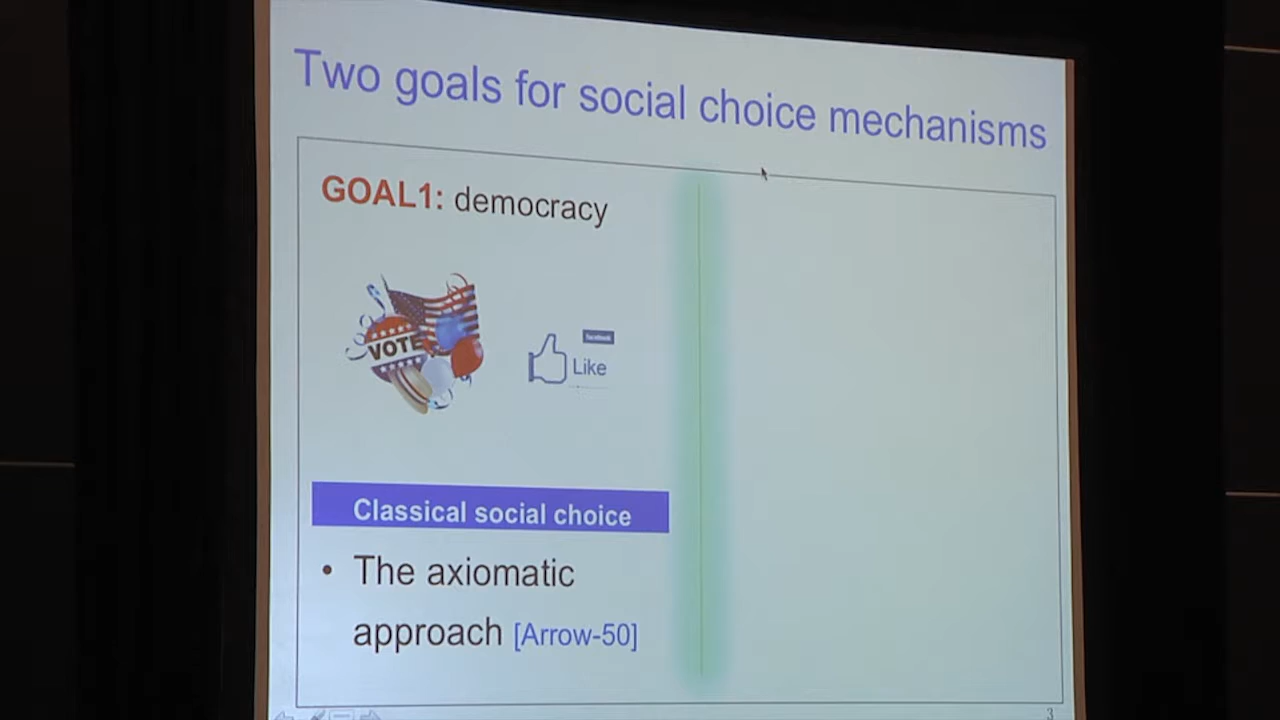 Two goals for social choice mechanisms
GOAL1: democracy
VOTE
facebook
Like
Classical social choice
• The axiomatic
approach [Arrow-50]
3